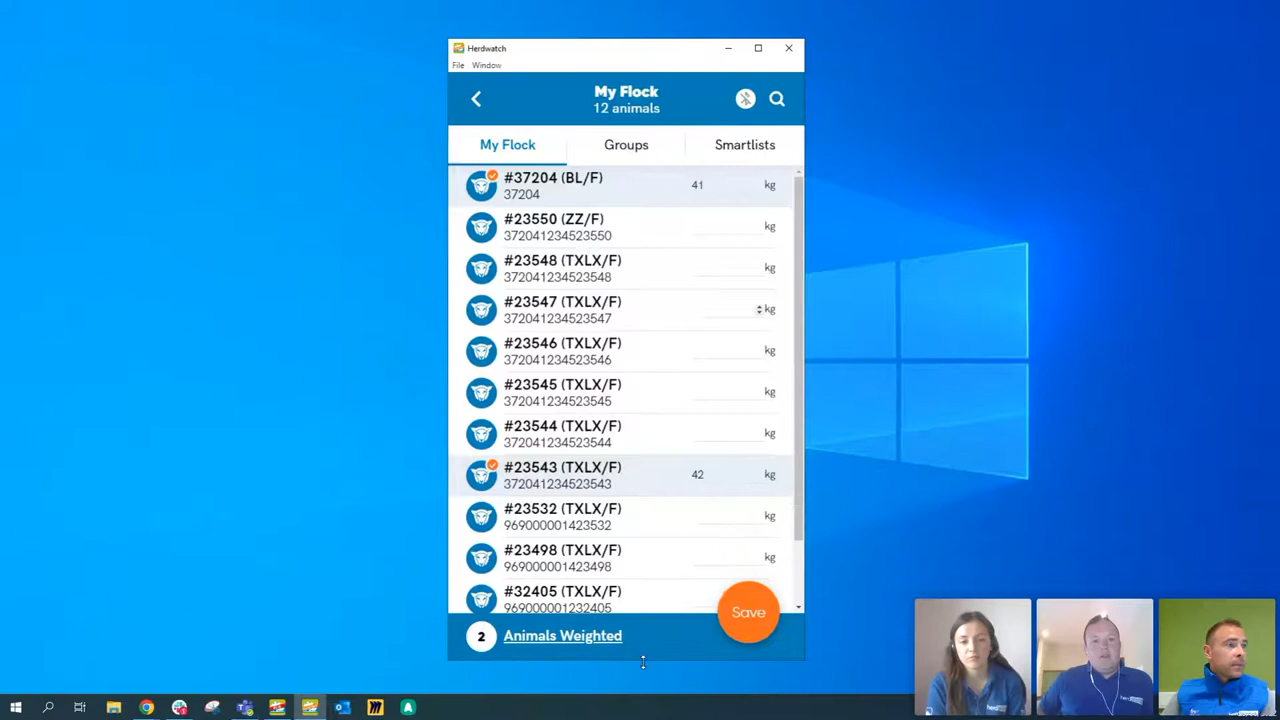 Herdwatch
File Window
My Flock
12 animals
My Flock Groups Smartlists
#37204 (BL/F)
37204
41 kg
#23550 (ZZ/F)
372041234523550
kg
#23548 (TXLX/F)
372041234523548
kg
#23547 (TXLX/F)
372041234523547
kg
#23546 (TXLX/F)
372041234523546
kg
#23545 (TXLX/F)
372041234523545
kg
#23544 (TXLX/F)
372041234523544
kg
#23543 (TXLX/F)
372041234523543
42 kg
#23532 (TXLX/F)
969000001423532
kg
#23498 (TXLX/F)
969000001423498
kg
#32405 (TXLX/F)
969000001232405
Save
2 Animals Weighted